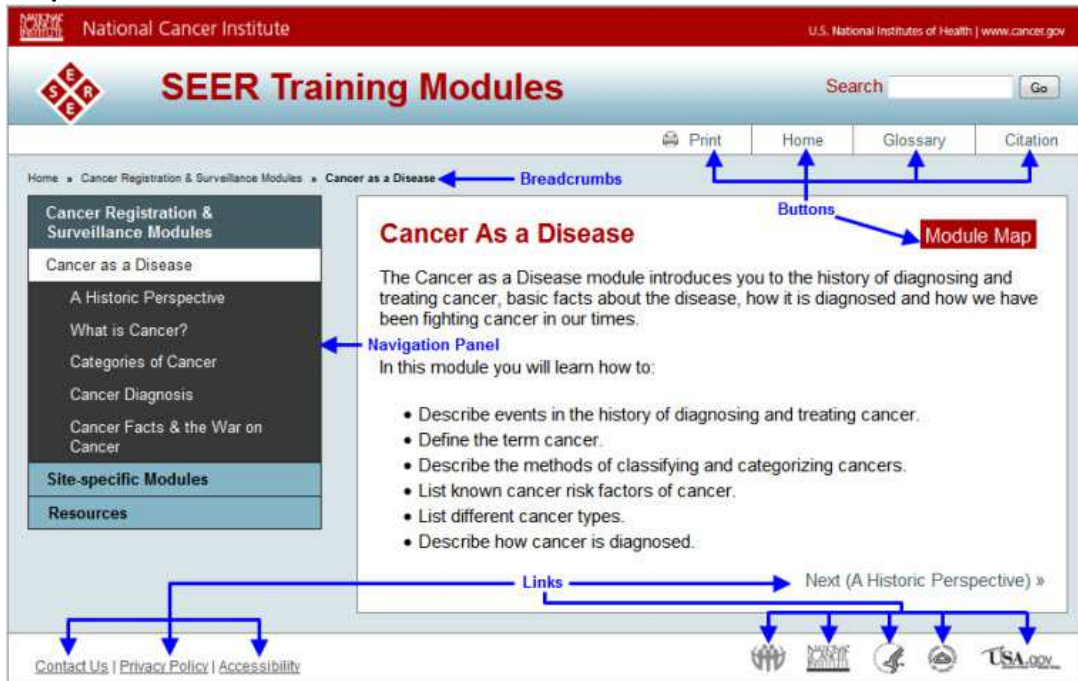 National Cancer Institute
U.S. National Institutes of Health | www.cancer.gov
SEER
SEER Training Modules
Search
Go
Print
Home
Glossary
Citation
Home » Cancer Registration & Surveillance Modules » Cancer as a Disease
Breadcrumbs
Buttons
Cancer Registration &
Surveillance Modules
Cancer as a Disease
A Historic Perspective
What is Cancer?
Categories of Cancer
Cancer Diagnosis
Cancer Facts & the War on
Cancer
Site-specific Modules
Resources
Navigation Panel
Cancer As a Disease
Module Map
The Cancer as a Disease module introduces you to the history of diagnosing and
treating cancer, basic facts about the disease, how it is diagnosed and how we have
been fighting cancer in our times.
In this module you will learn how to:
• Describe events in the history of diagnosing and treating cancer.
• Define the term cancer.
• Describe the methods of classifying and categorizing cancers.
• List known cancer risk factors of cancer.
• List different cancer types.
• Describe how cancer is diagnosed.
Links
Next (A Historic Perspective) »
Contact Us | Privacy Policy | Accessibility
NATIONAL
CANCER
INSTITUTE
USA.gov